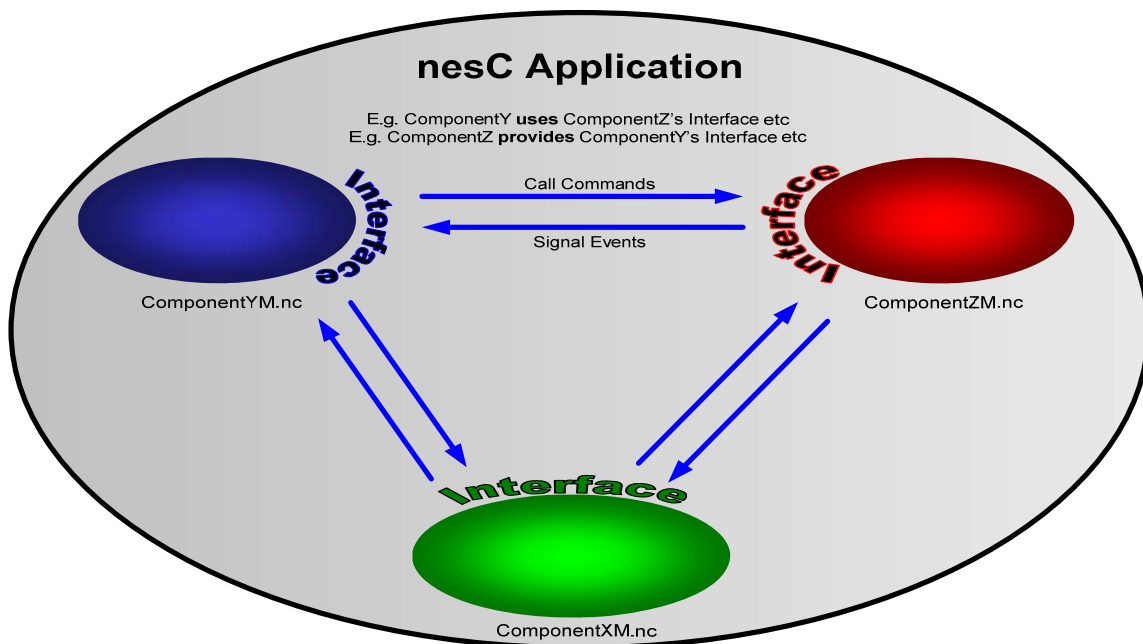 nesC Application
E.g. ComponentY uses ComponentZ's Interface etc
E.g. ComponentZ provides ComponentY's Interface etc
Interface
Call Commands
Interface
Signal Events
ComponentYM.nc
ComponentZM.nc
Interface
ComponentXM.nc